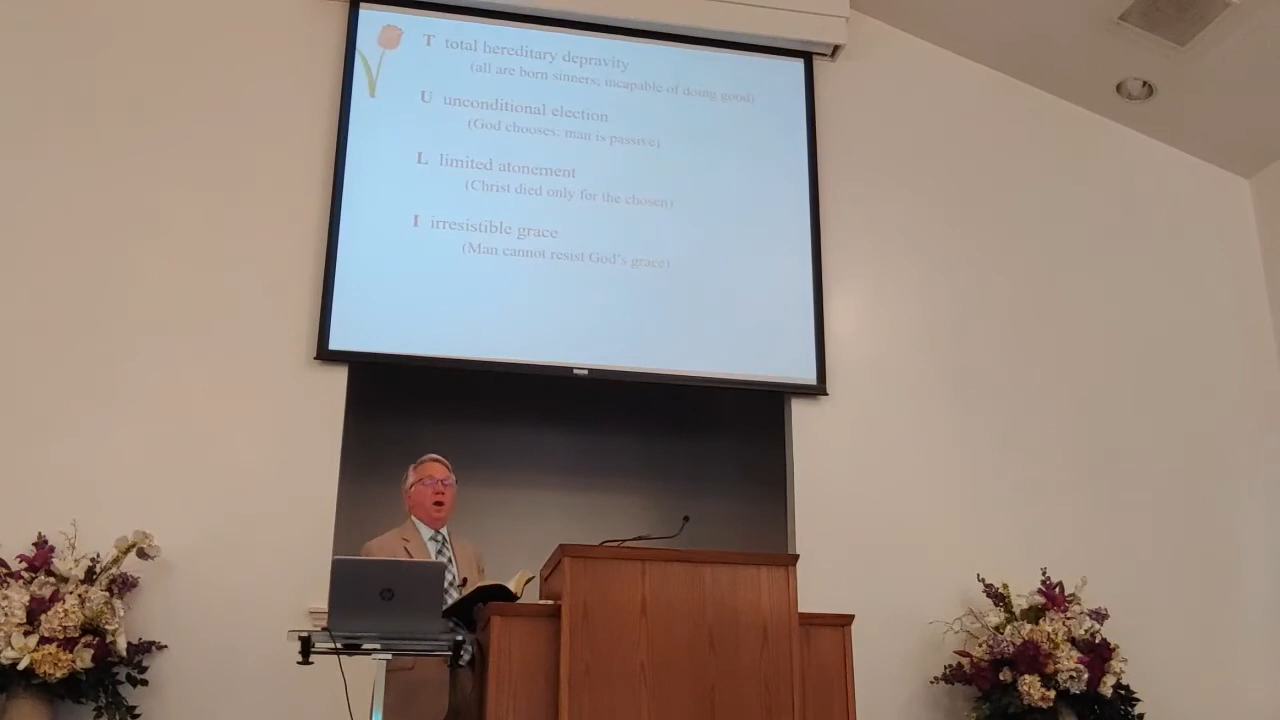 T total hereditary depravity
(all are born sinners; incapable of doing good)
U unconditional election
(God chooses; man is passive)
L limited atonement
(Christ died only for the chosen)
I irresistible grace
(Man cannot resist God's grace)
hp